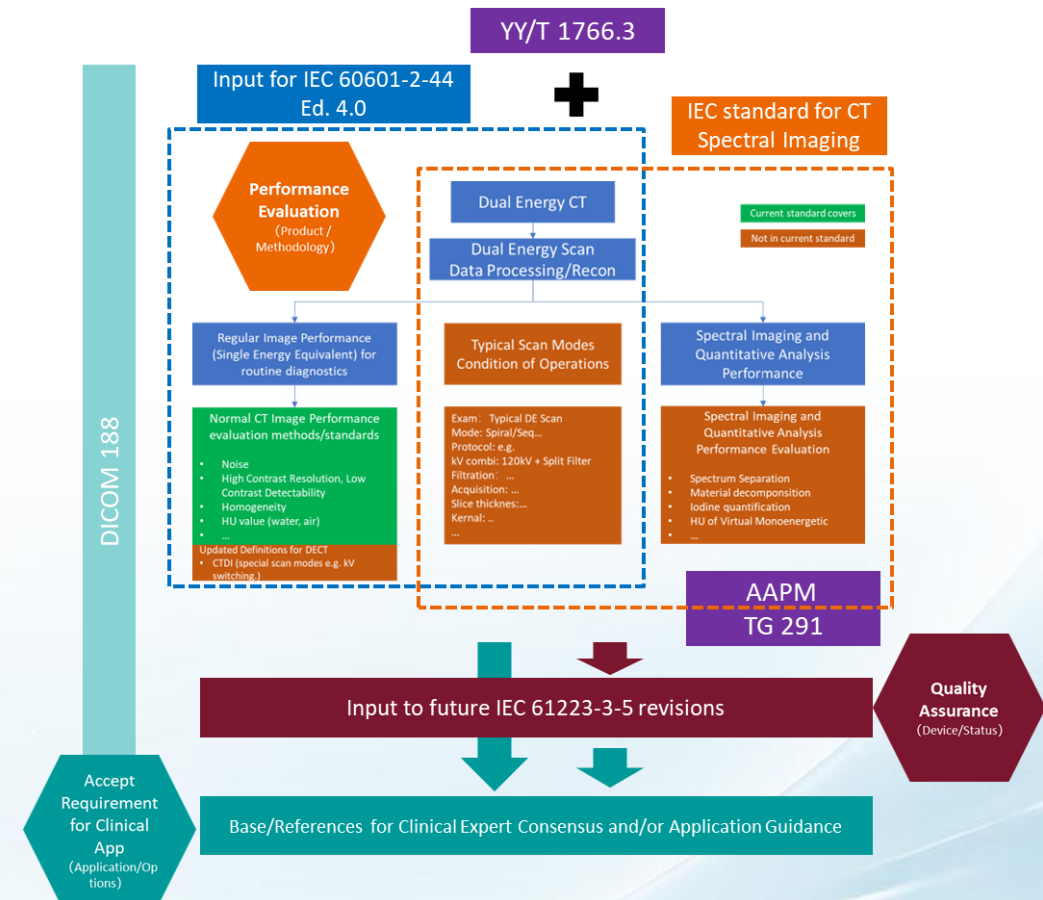 YY/T 1766.3
Input for IEC 60601-2-44
Ed. 4.0
IEC standard for CT
Spectral Imaging
Performance
Evaluation
（Product /
Methodology）
Dual Energy CT
Current standard covers
Not in current standard
Dual Energy Scan
Data Processing/Recon
Regular Image Performance
(Single Energy Equivalent) for
routine diagnostics
Typical Scan Modes
Condition of Operations
Spectral Imaging and
Quantitative Analysis
Performance
Normal CT Image Performance
evaluation methods/standards
• Noise
• High Contrast Resolution, Low
Contrast Detectability
• Homogeneity
• HU value (water, air)
• ...
Updated Definitions for DECT
• CTDI (special scan modes e.g. kV
switching.)
Exam： Typical DE Scan
Mode: Spiral/Seq...
Protocol: e.g.
kV combi: 120kV + Split Filter
Filtration： ...
Acquisition: ...
Slice thicknes:...
Kernal: ..
...
Spectral Imaging and
Quantitative Analysis
Performance Evaluation
• Spectrum Separation
• Material decomponsition
• Iodine quantification
• HU of Virtual Monoenergetic
• ...
DICOM 188
AAPM
TG 291
Input to future IEC 61223-3-5 revisions
Quality
Assurance
（Device/Status）
Accept
Requirement
for Clinical
App
（Application/Op
tions）
Base/References for Clinical Expert Consensus and/or Application Guidance